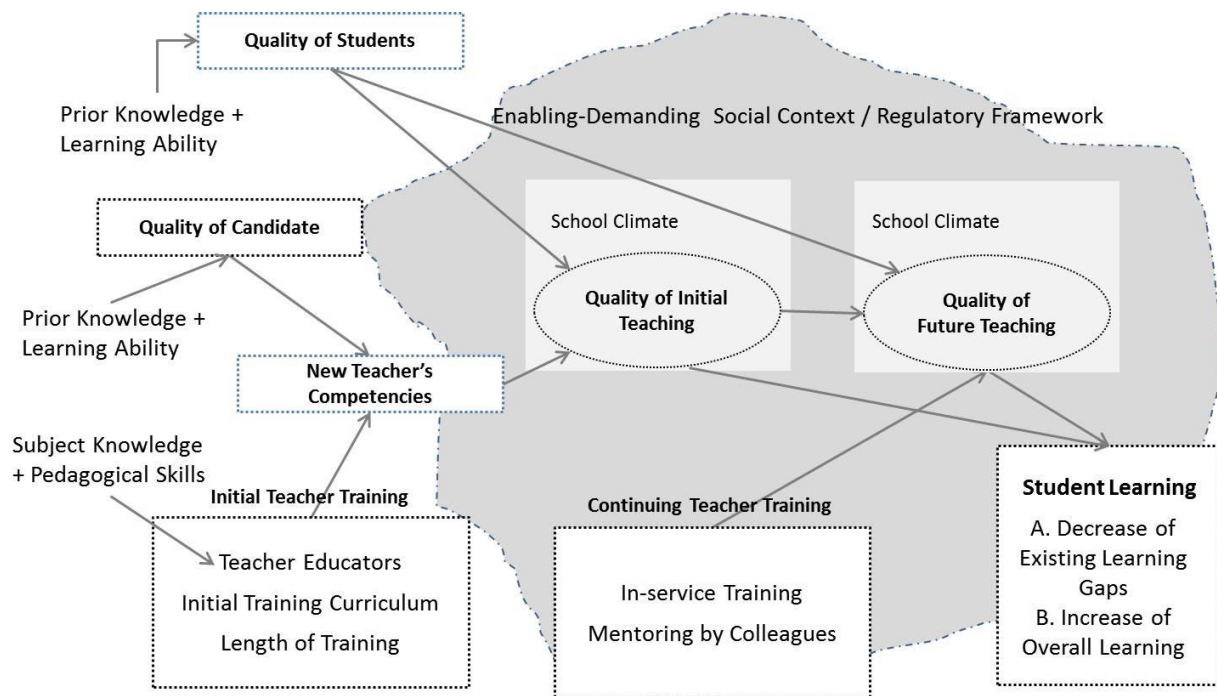 Quality of Students
Prior Knowledge +
Learning Ability
Enabling-Demanding Social Context / Regulatory Framework
Quality of Candidate
School Climate
School Climate
Prior Knowledge +
Learning Ability
Quality of Initial
Teaching
Quality of
Future Teaching
New Teacher’s
Competencies
Subject Knowledge
+ Pedagogical Skills
Initial Teacher Training
Teacher Educators
Initial Training Curriculum
Length of Training
Continuing Teacher Training
In-service Training
Mentoring by Colleagues
Student Learning
A. Decrease of
Existing Learning
Gaps
B. Increase of
Overall Learning